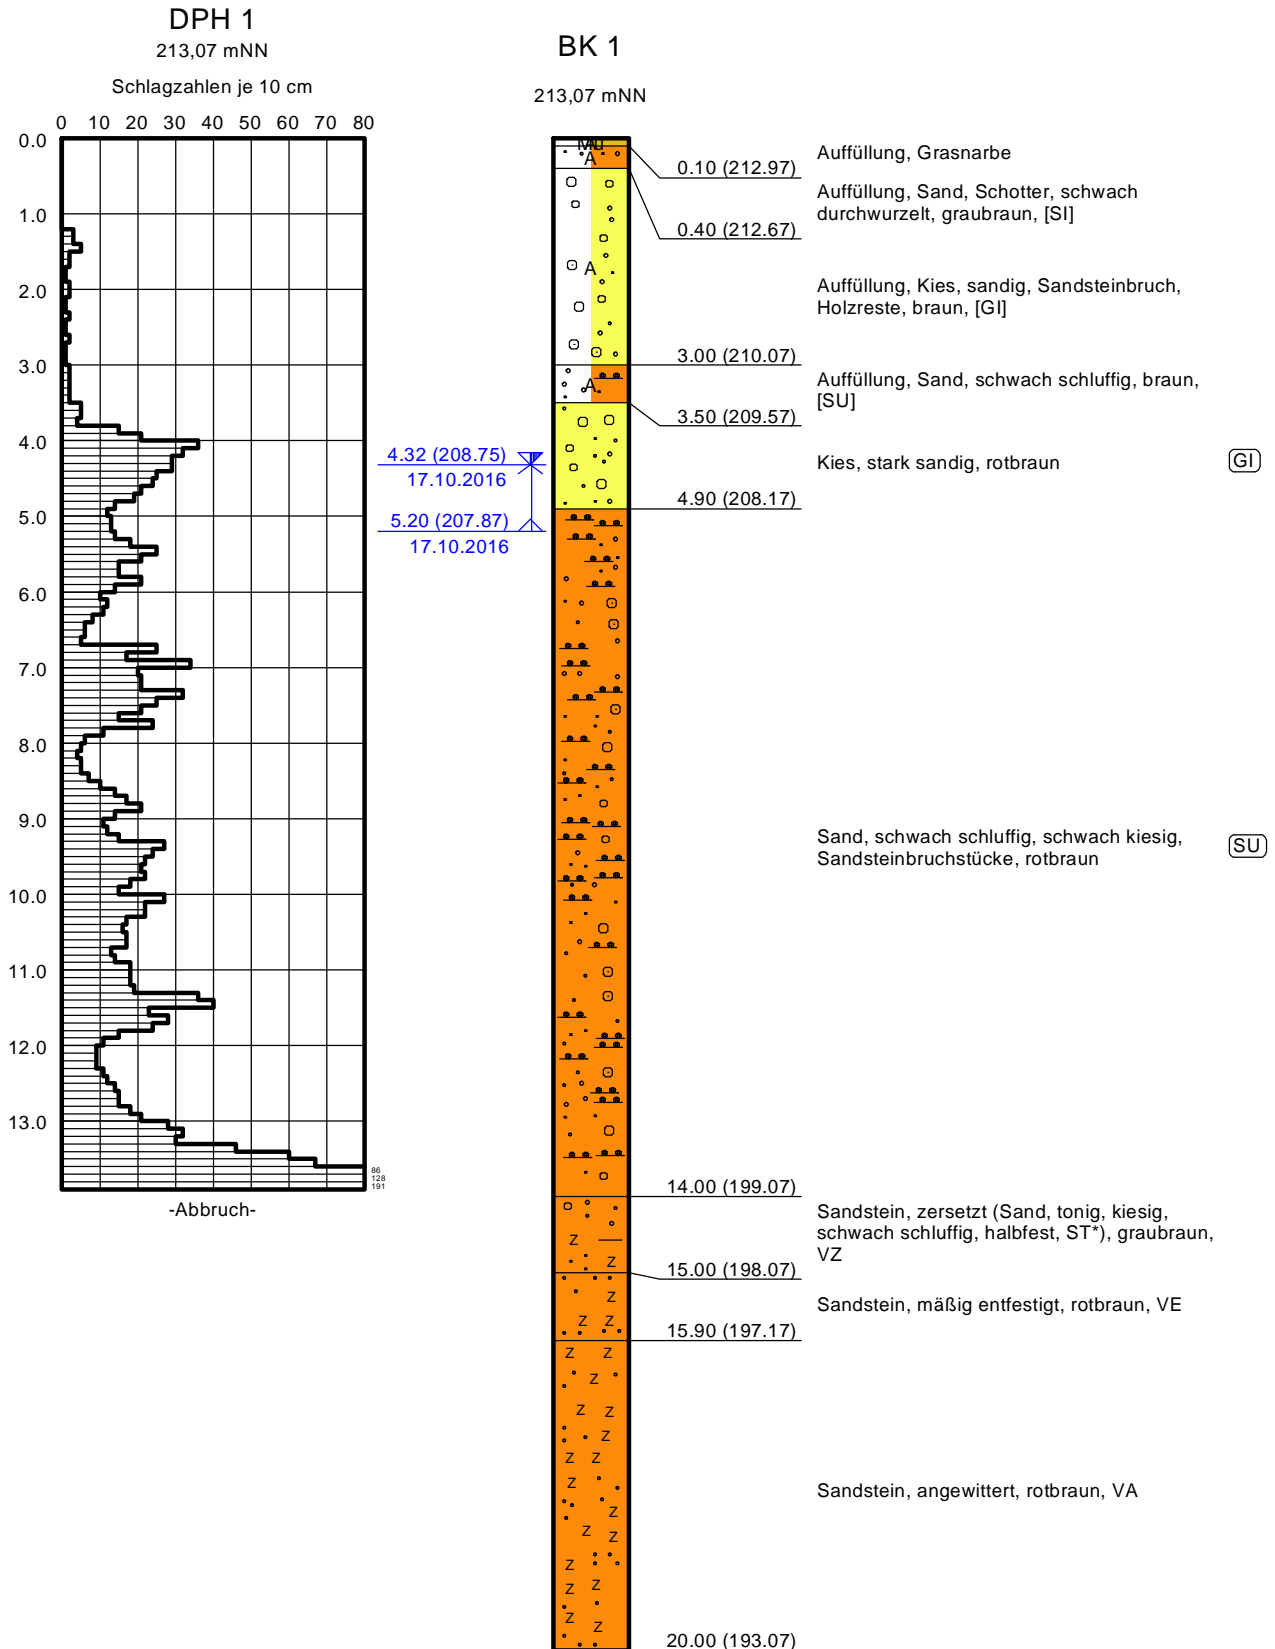 DPH 1
213,07 mNN
Schlagzahlen je 10 cm
0 10 20 30 40 50 60 70 80
0.0
1.0
2.0
3.0
4.0
5.0
6.0
7.0
8.0
9.0
10.0
11.0
12.0
13.0
86
128
191
-Abbruch-
BK 1
213,07 mNN
Mu
A
A
A
0.10 (212.97)
Auffüllung, Grasnarbe
0.40 (212.67)
Auffüllung, Sand, Schotter, schwach
durchwurzelt, graubraun, [SI]
Auffüllung, Kies, sandig, Sandsteinbruch,
Holzreste, braun, [GI]
3.00 (210.07)
Auffüllung, Sand, schwach schluffig, braun,
[SU]
3.50 (209.57)
4.32 (208.75)
17.10.2016
Kies, stark sandig, rotbraun
GI
4.90 (208.17)
5.20 (207.87)
17.10.2016
Sand, schwach schluffig, schwach kiesig,
Sandsteinbruchstücke, rotbraun
SU
14.00 (199.07)
Sandstein, zersetzt (Sand, tonig, kiesig,
schwach schluffig, halbfest, ST*), graubraun,
VZ
Z
Z
15.00 (198.07)
Sandstein, mäßig entfestigt, rotbraun, VE
Z
Z Z
15.90 (197.17)
Z Z
Z
Z Z
Z
Z Z
Z
Sandstein, angewittert, rotbraun, VA
Z
Z
Z
Z
Z
Z
Z
Z
20.00 (193.07)